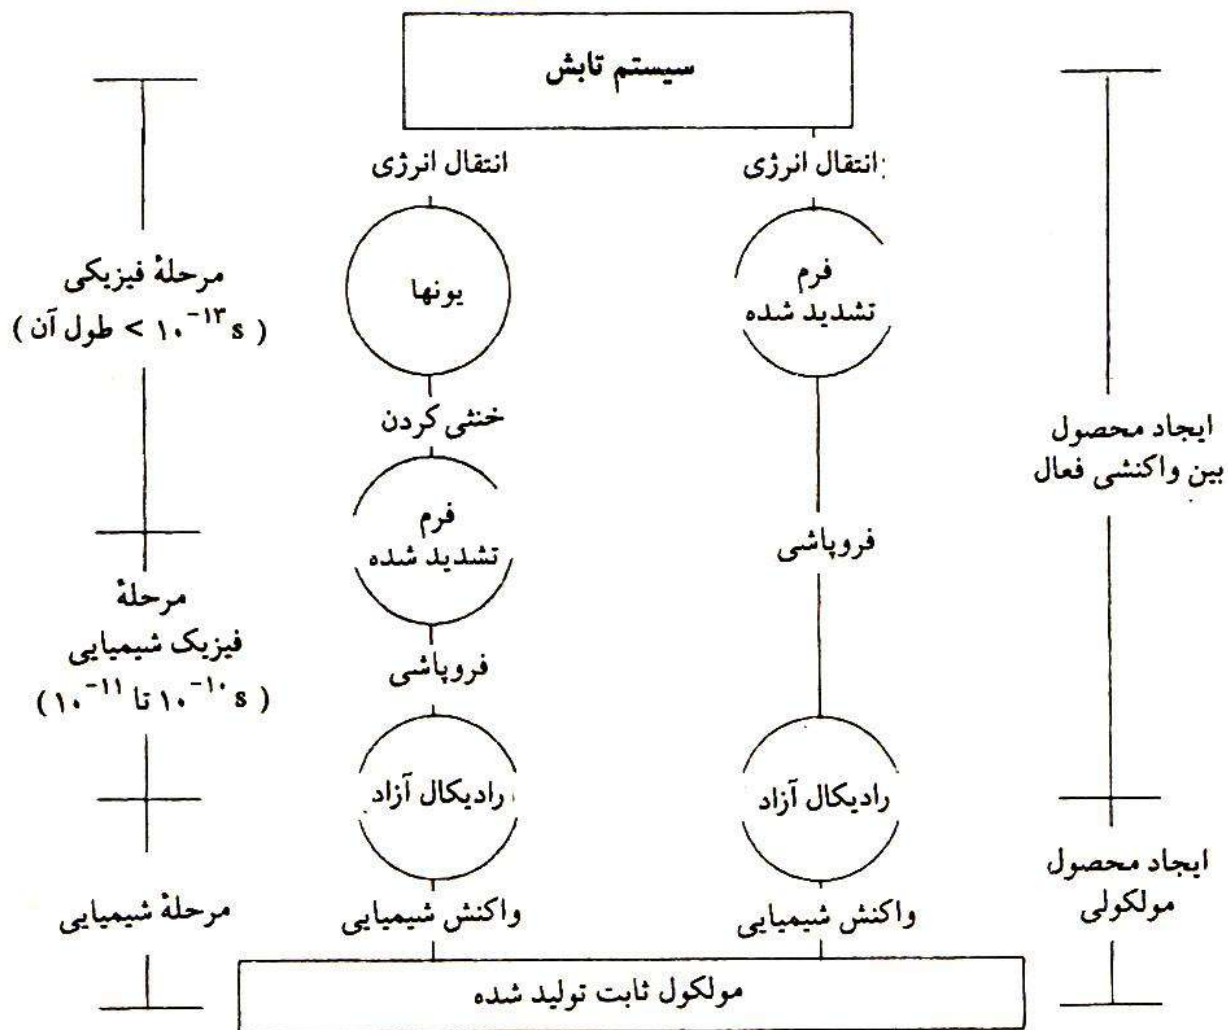 سیستم تابش
انتقال انرژی
انتقال انرژی
یونها
فرم
تشدید شده
مرحلهٔ فیزیکی
( طول آن < ۱۰⁻¹³ s )
خنثی کردن
ایجاد محصول
بین واکنشی فعال
فرم
تشدید شده
فروپاشی
مرحلهٔ
فیزیک شیمیایی
( ۱۰⁻¹¹ تا ۱۰⁻¹۰ s )
فروپاشی
رادیکال آزاد
رادیکال آزاد
ایجاد محصول
مولکولی
مرحلهٔ شیمیایی
واکنش شیمیایی
واکنش شیمیایی
مولکول ثابت تولید شده